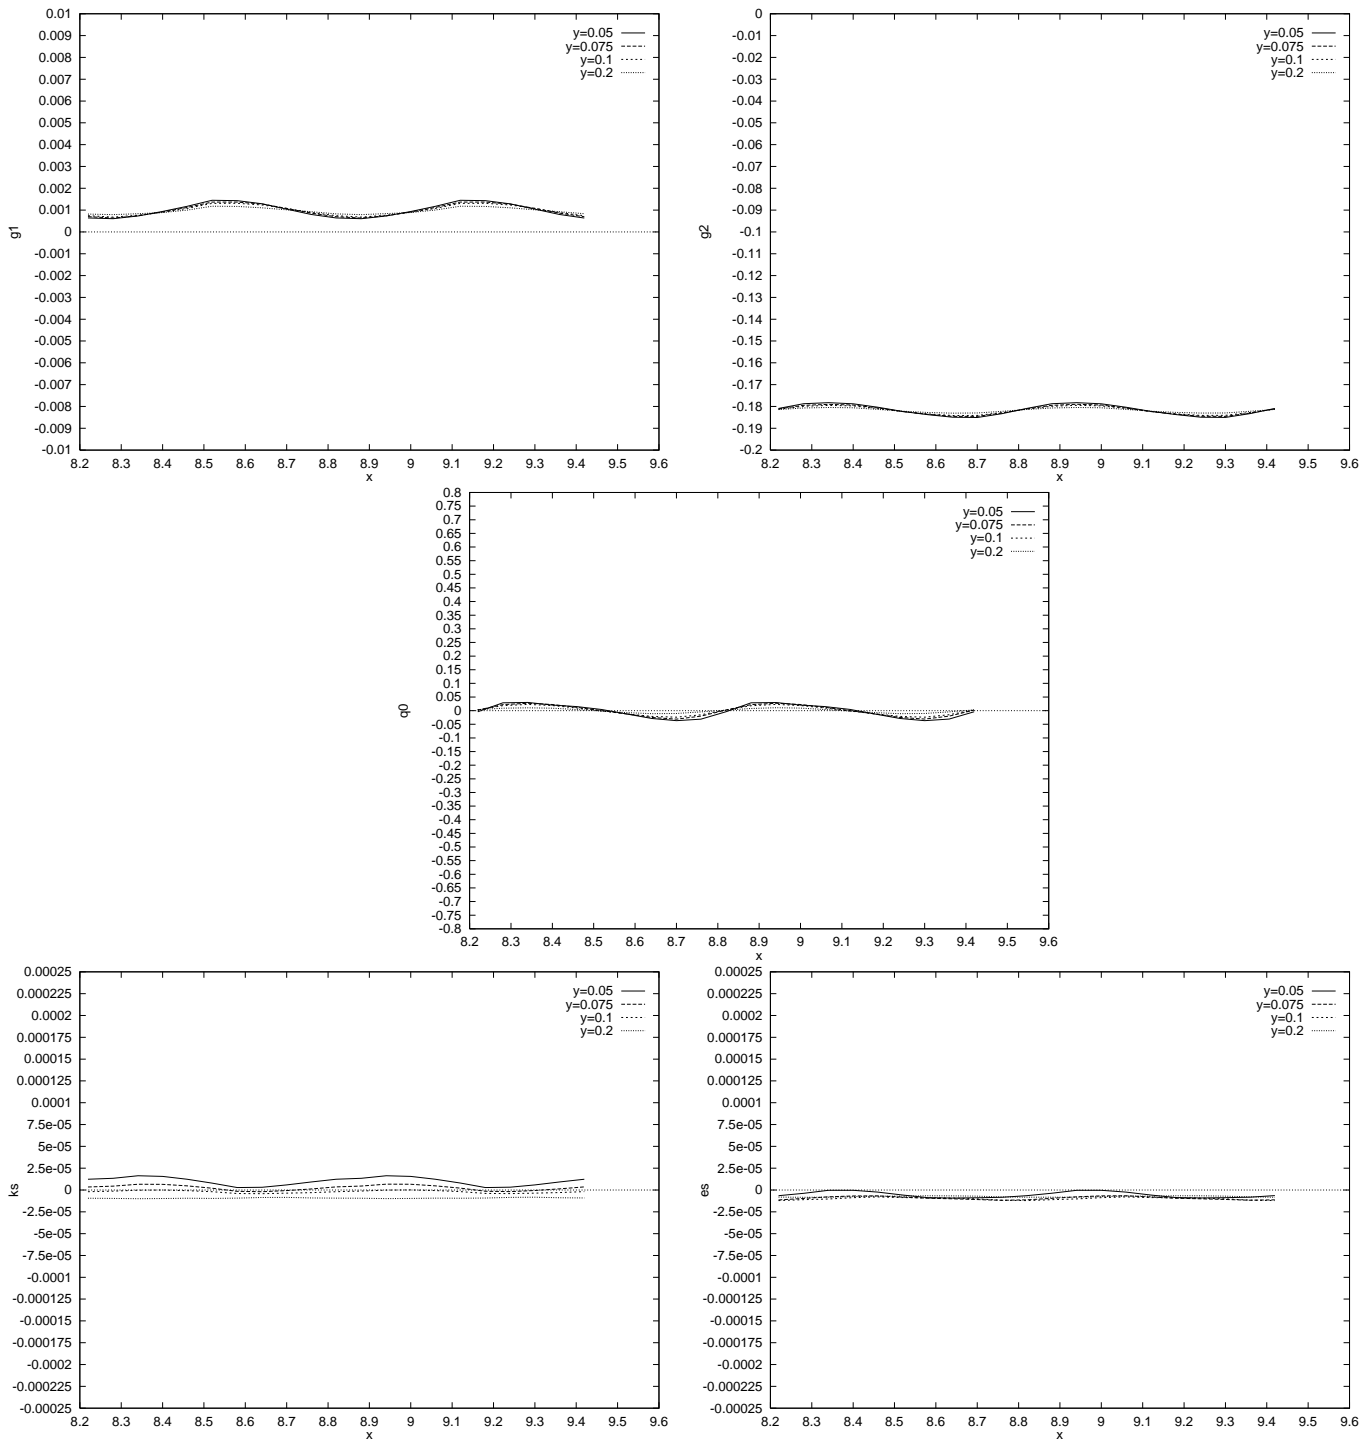 0.01
0.009
0.008
0.007
0.006
0.005
0.004
0.003
0.002
0.001
0
-0.001
-0.002
-0.003
-0.004
-0.005
-0.006
-0.007
-0.008
-0.009
-0.01
g1
8.2 8.3 8.4 8.5 8.6 8.7 8.8 8.9 9 9.1 9.2 9.3 9.4 9.5 9.6
x
y=0.05
y=0.075
y=0.1
y=0.2
0
-0.01
-0.02
-0.03
-0.04
-0.05
-0.06
-0.07
-0.08
-0.09
-0.1
-0.11
-0.12
-0.13
-0.14
-0.15
-0.16
-0.17
-0.18
-0.19
-0.2
g2
8.2 8.3 8.4 8.5 8.6 8.7 8.8 8.9 9 9.1 9.2 9.3 9.4 9.5 9.6
x
y=0.05
y=0.075
y=0.1
y=0.2
0.8
0.75
0.7
0.65
0.6
0.55
0.5
0.45
0.4
0.35
0.3
0.25
0.2
0.15
0.1
0.05
0
-0.05
-0.1
-0.15
-0.2
-0.25
-0.3
-0.35
-0.4
-0.45
-0.5
-0.55
-0.6
-0.65
-0.7
-0.75
-0.8
q0
8.2 8.3 8.4 8.5 8.6 8.7 8.8 8.9 9 9.1 9.2 9.3 9.4 9.5 9.6
x
y=0.05
y=0.075
y=0.1
y=0.2
0.00025
0.000225
0.0002
0.000175
0.00015
0.000125
0.0001
7.5e-05
5e-05
2.5e-05
0
-2.5e-05
-5e-05
-7.5e-05
-0.0001
-0.000125
-0.00015
-0.000175
-0.0002
-0.000225
-0.00025
ks
8.2 8.3 8.4 8.5 8.6 8.7 8.8 8.9 9 9.1 9.2 9.3 9.4 9.5 9.6
x
y=0.05
y=0.075
y=0.1
y=0.2
0.00025
0.000225
0.0002
0.000175
0.00015
0.000125
0.0001
7.5e-05
5e-05
2.5e-05
0
-2.5e-05
-5e-05
-7.5e-05
-0.0001
-0.000125
-0.00015
-0.000175
-0.0002
-0.000225
-0.00025
es
8.2 8.3 8.4 8.5 8.6 8.7 8.8 8.9 9 9.1 9.2 9.3 9.4 9.5 9.6
x
y=0.05
y=0.075
y=0.1
y=0.2